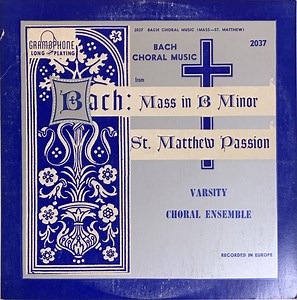 2037 BACH CHORAL MUSIC (MASS—ST. MATTHEW)
GRAMOPHONE
LONG PLAYING
BACH
CHORAL MUSIC
2037
from
Bach: Mass in B Minor
St. Matthew Passion
VARSITY
CHORAL ENSEMBLE
RECORDED IN EUROPE